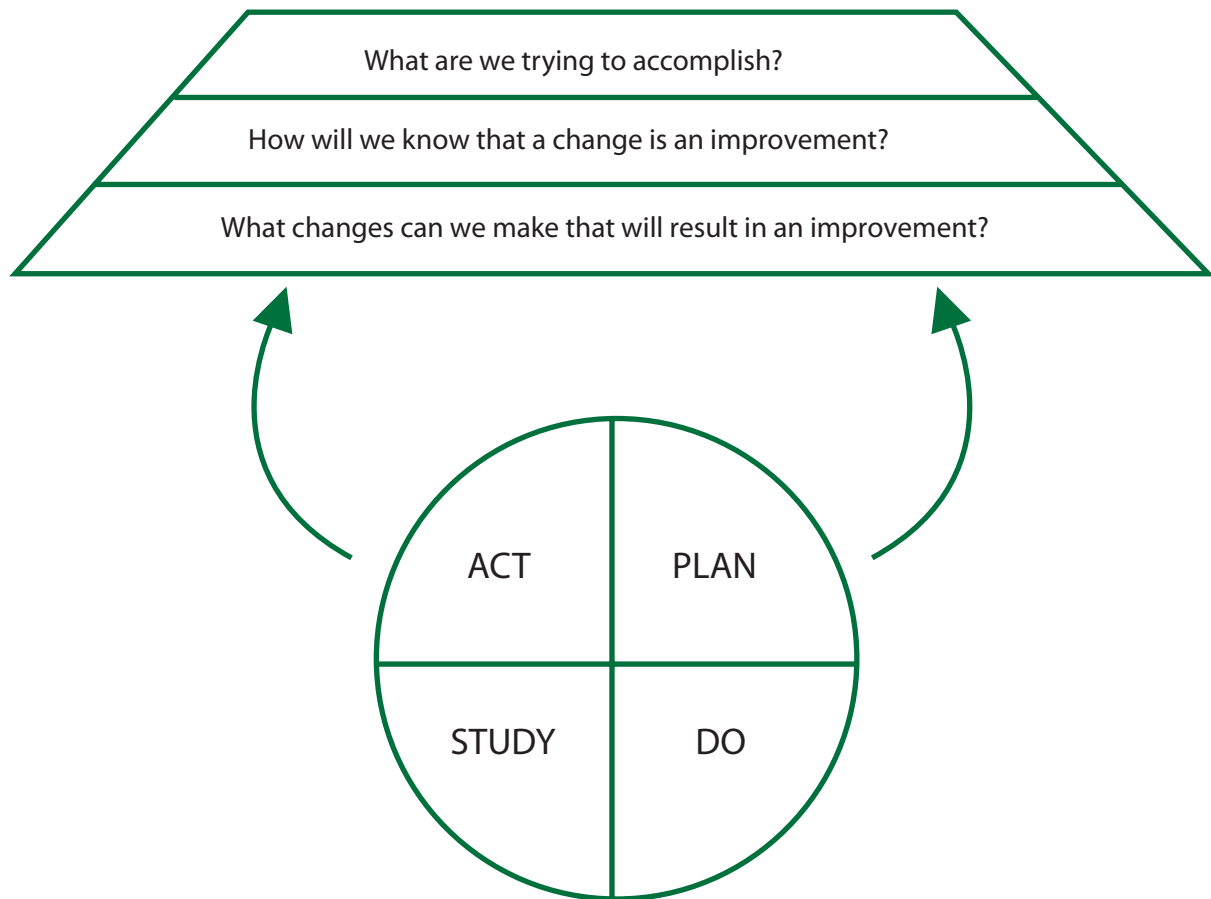 What are we trying to accomplish?
How will we know that a change is an improvement?
What changes can we make that will result in an improvement?
ACT
PLAN
STUDY
DO